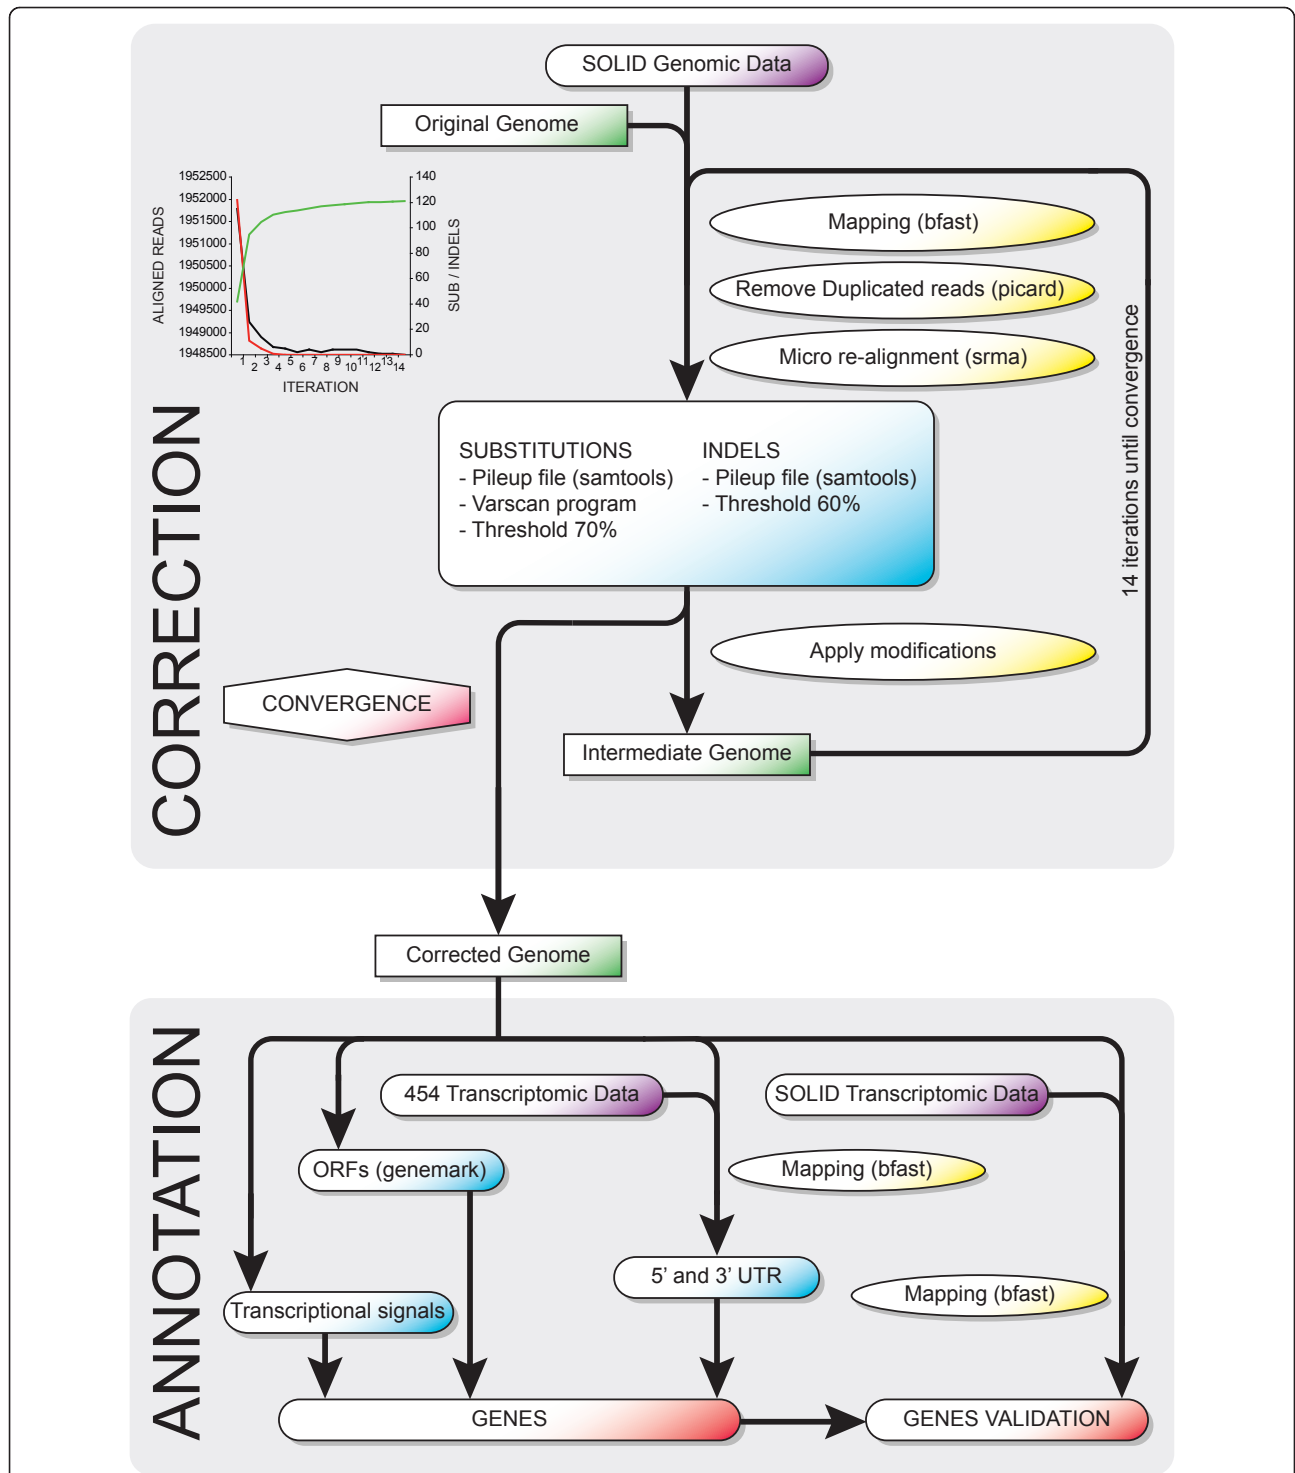 SOLID Genomic Data
Original Genome
1952500
1952000
1951500
1951000
1950500
1950000
1949500
1949000
1948500
ALIGNED READS
140
120
100
80
60
40
20
0
SUB / INDELS
1 2 3 4 5 6 7 8 9 10 11 12 13 14
ITERATION
Mapping (bfast)
Remove Duplicated reads (picard)
Micro re-alignment (srma)
14 iterations until convergence
CORRECTION
SUBSTITUTIONS
- Pileup file (samtools)
- Varscan program
- Threshold 70%
INDELS
- Pileup file (samtools)
- Threshold 60%
Apply modifications
CONVERGENCE
Intermediate Genome
Corrected Genome
ANNOTATION
454 Transcriptomic Data
SOLID Transcriptomic Data
ORFs (genemark)
Mapping (bfast)
5' and 3' UTR
Transcriptional signals
Mapping (bfast)
GENES
GENES VALIDATION